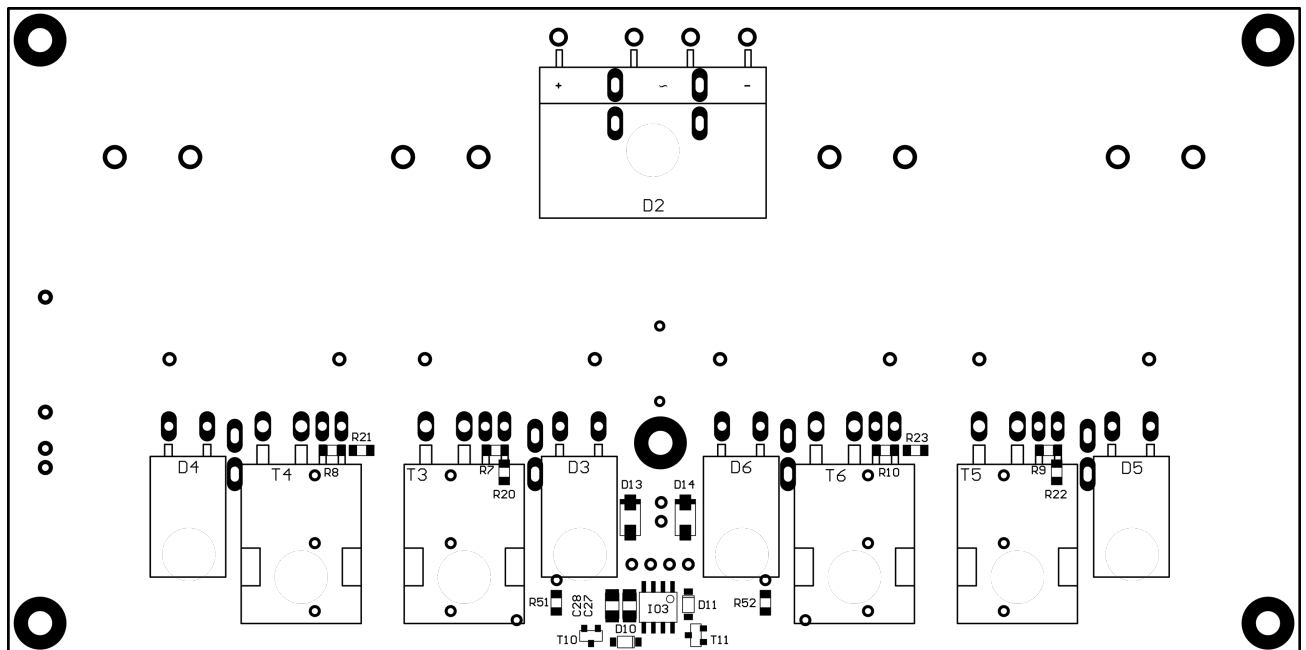 + ~ -
D2
R21
R23
D4
T4
R8
T3
R7
D3
D6
T6
R10
T5
R9
D5
R20
R22
D13
D14
R51
C28
C27
IO3
D11
R52
T10
D10
T11